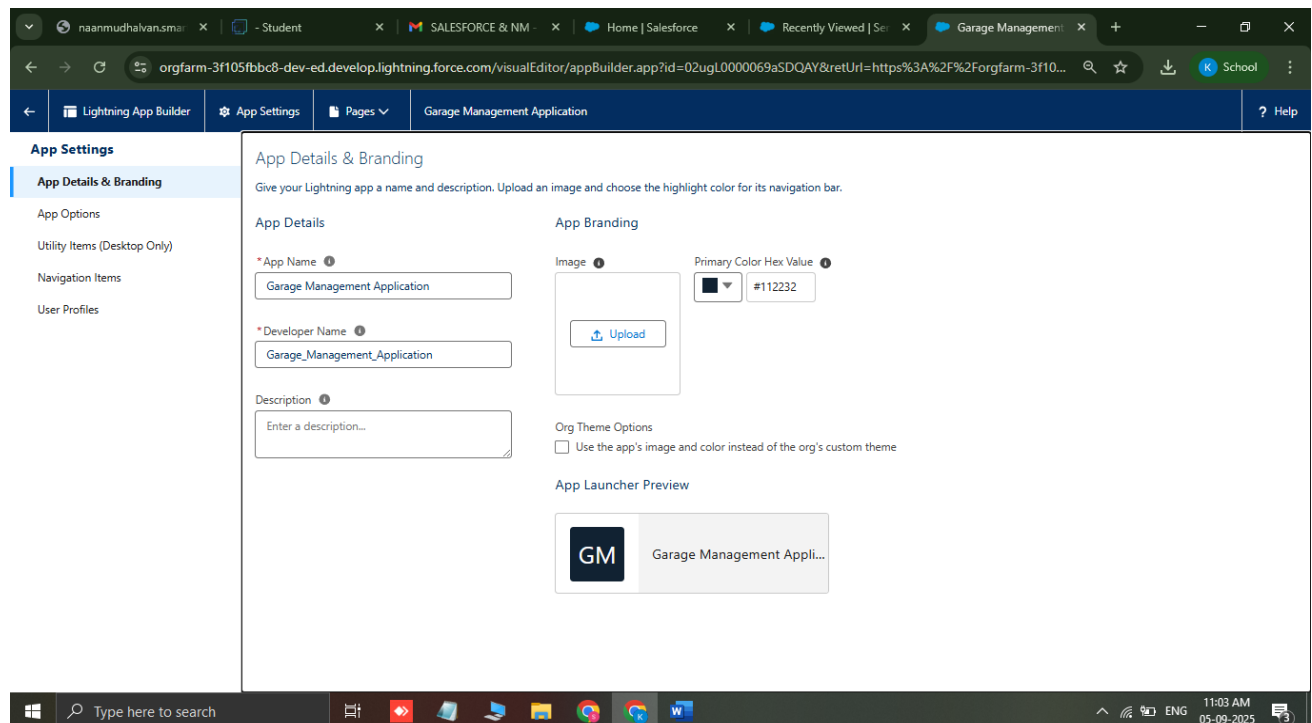 naanmudhalvan.smar
- Student
SALESFORCE & NM -
Home | Salesforce
Recently Viewed | Ser
Garage Management
orgfarm-3f105fbbc8-dev-ed.develop.lightning.force.com/visualEditor/appBuilder.app?id=02ugL0000069aSDQAY&retUrl=https%3A%2F%2Forgfarm-3f10...
K School
Lightning App Builder
App Settings
Pages
Garage Management Application
? Help
App Settings
App Details & Branding
App Options
Utility Items (Desktop Only)
Navigation Items
User Profiles
App Details & Branding
Give your Lightning app a name and description. Upload an image and choose the highlight color for its navigation bar.
App Details
*App Name
Garage Management Application
*Developer Name
Garage_Management_Application
Description
Enter a description...
App Branding
Image
Upload
Primary Color Hex Value
#112232
Org Theme Options
Use the app's image and color instead of the org's custom theme
App Launcher Preview
GM
Garage Management Appli...
Type here to search
ENG
11:03 AM
05-09-2025
3